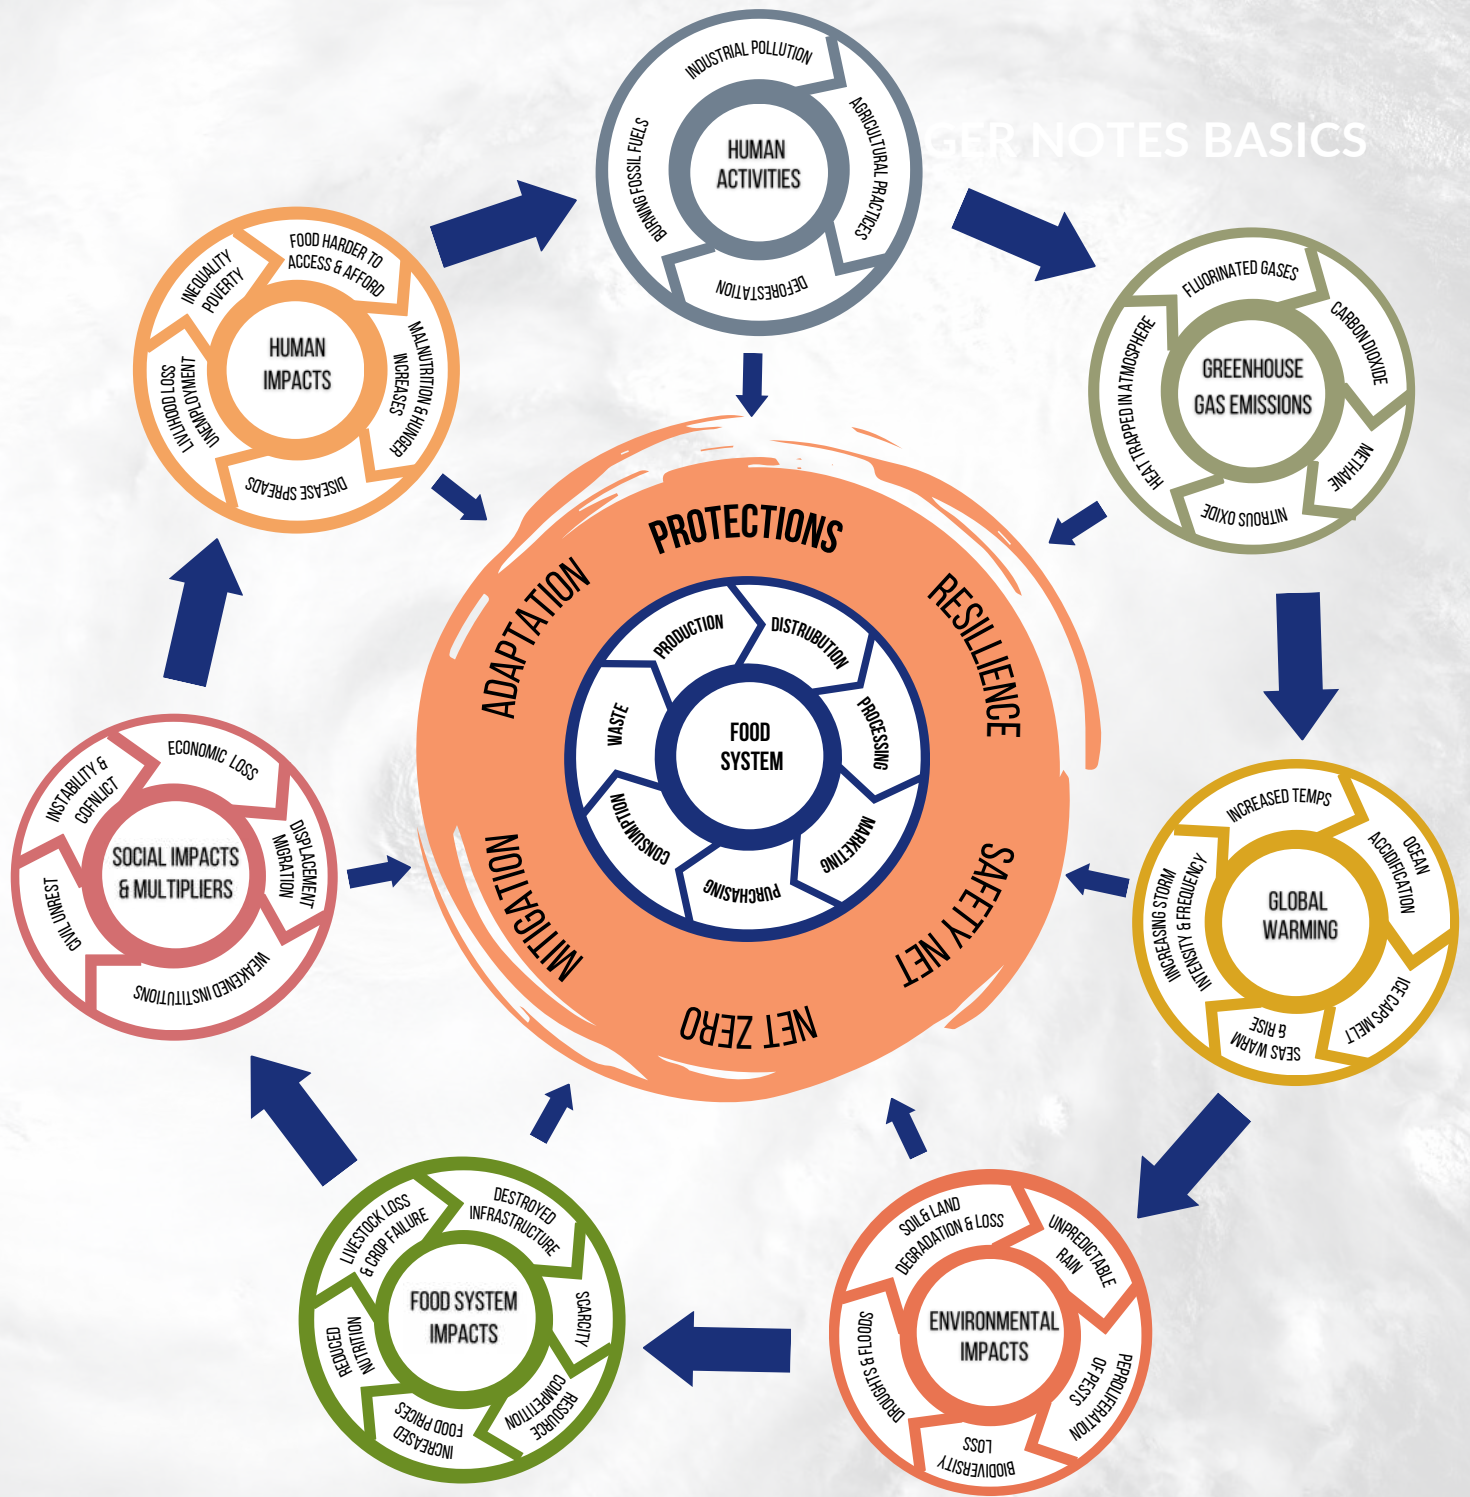 GER NOTES BASICS
HUMAN
ACTIVITIES
INDUSTRIAL POLLUTION
AGRICULTURAL PRACTICES
DEFORESTATION
BURNING FOSSIL FUELS
GREENHOUSE
GAS EMISSIONS
FLUORINATED GASES
CARBON DIOXIDE
METHANE
NITROUS OXIDE
HEAT TRAPPED IN ATMOSPHERE
GLOBAL
WARMING
INCREASED TEMPS
OCEAN
ACCIDIFICATION
ICE CAPS MELT
SEAS WARM
& RISE
INCREASING STORM
INTENSITY & FREQUENCY
ENVIRONMENTAL
IMPACTS
SOIL& LAND
DEGRADATION & LOSS
UNPREDICTABLE
RAIN
PEPROLIFERATION
OF PESTS
BIODIVERSITY
LOSS
DROUGHTS & FLOODS
FOOD SYSTEM
IMPACTS
DESTROYED
INFRASTRUCTURE
SCARCITY
RESOURCE
COMPETITION
INCREASED
FOOD PRICES
REDUCED
NUTRITION
LIVESTOCK LOSS
& CROP FAILURE
SOCIAL IMPACTS
& MULTIPLIERS
ECONOMIC LOSS
DISPLACEMENT
MIGRATION
WEAKENED INSTITUTIONS
CIVIL UNREST
INSTABILITY &
COFNLICT
HUMAN
IMPACTS
FOOD HARDER TO
ACCESS & AFFORD
MALNUTRITION & HUNGER
INCREASES
DISEASE SPREADS
LIVLIHOOD LOSS
UNEMPLOYMENT
INEQUALITY
POVERTY
PROTECTIONS
RESILLIENCE
SAFETY NET
NET ZERO
MITIGATION
ADAPTATION
FOOD
SYSTEM
PRODUCTION
DISTRUBUTION
PROCESSING
MARKETING
PURCHASING
CONSUMPTION
WASTE